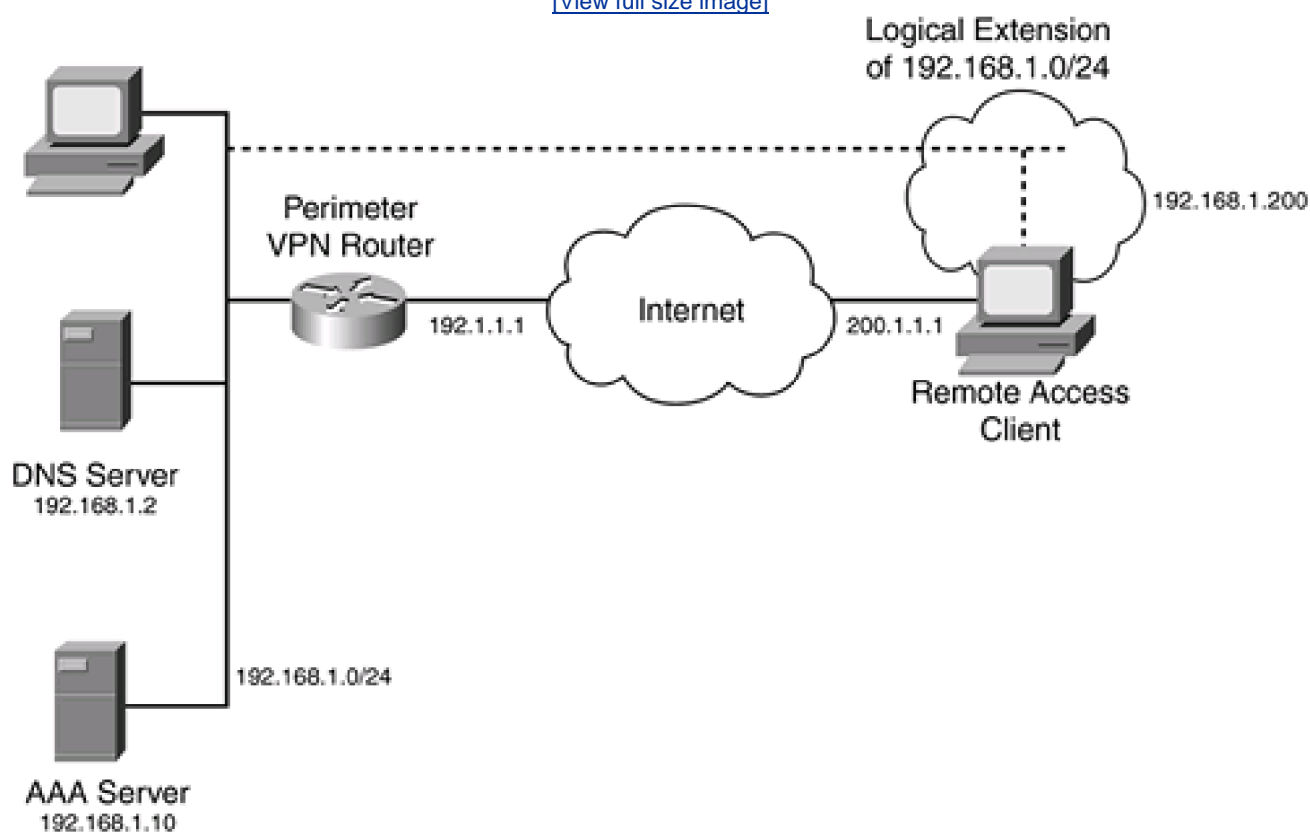 [View full size image]
Logical Extension
of 192.168.1.0/24
192.168.1.200
Perimeter
VPN Router
192.1.1.1
Internet
200.1.1.1
Remote Access
Client
DNS Server
192.168.1.2
192.168.1.0/24
AAA Server
192.168.1.10